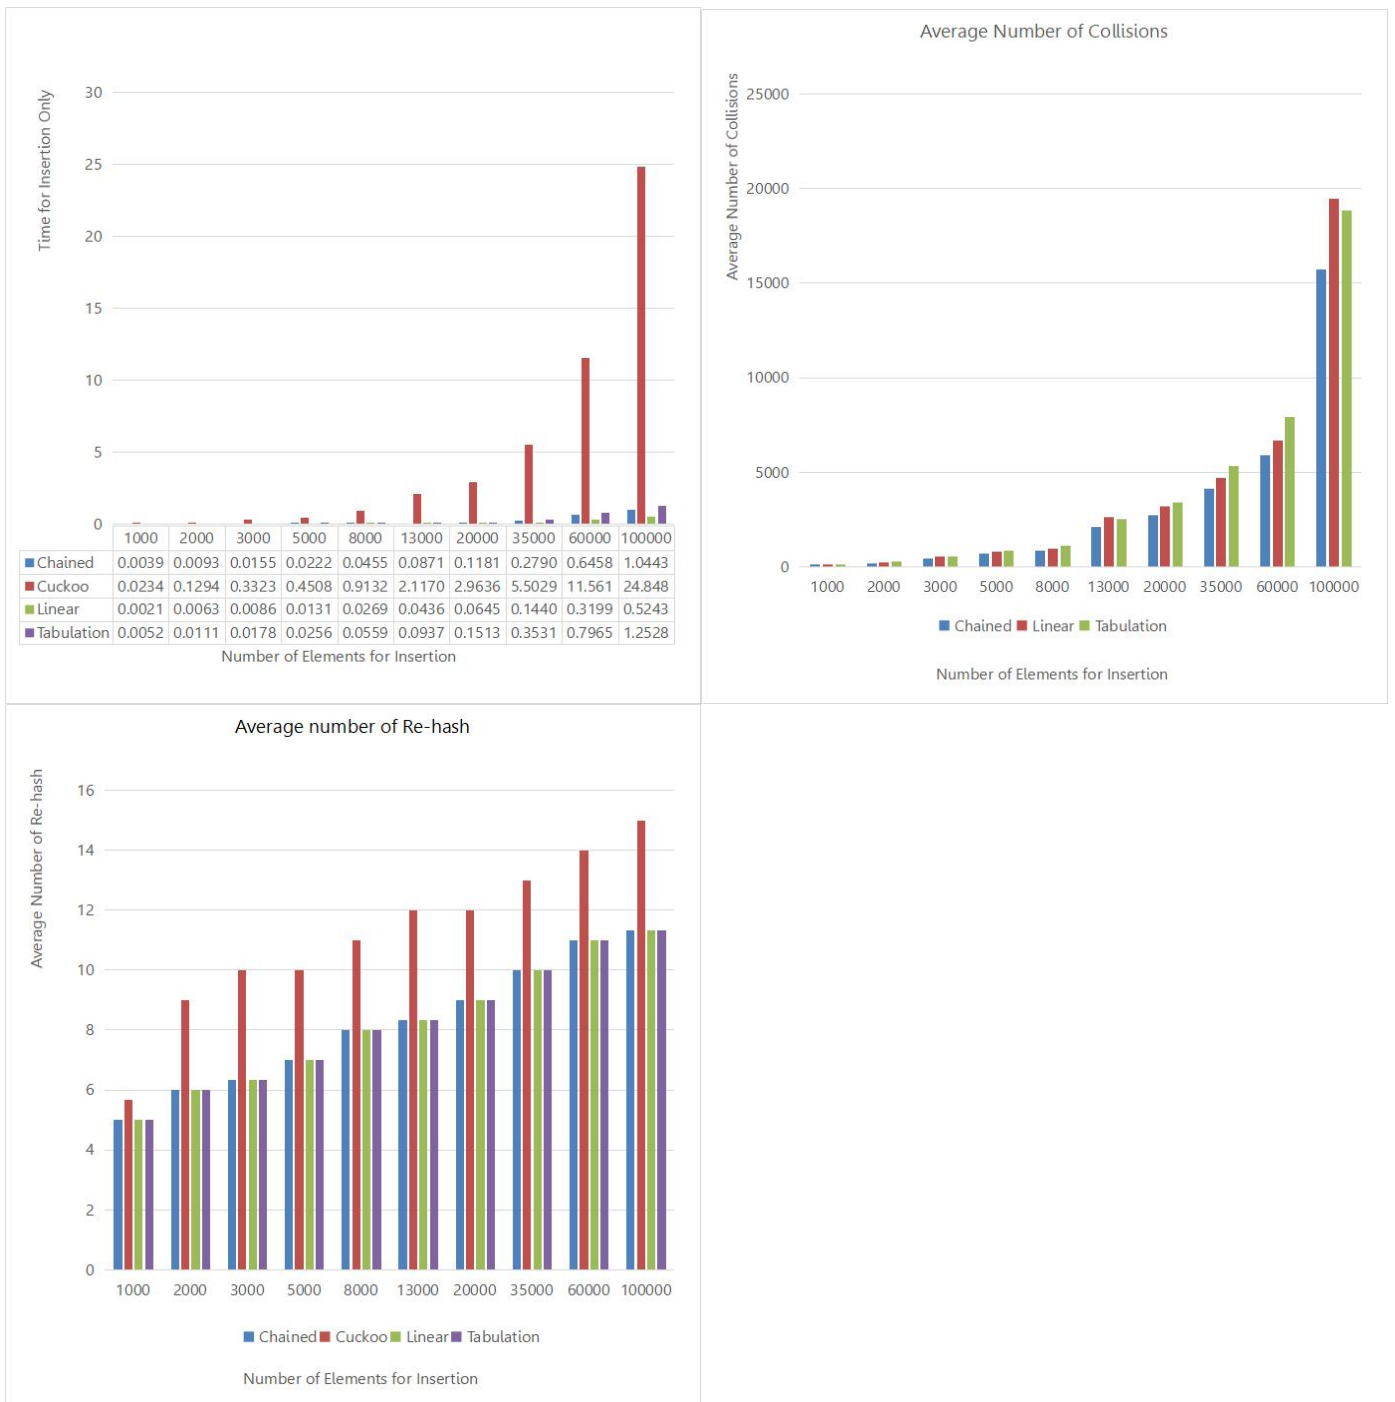 Time for Insertion Only
30
25
20
15
10
5
0
1000 2000 3000 5000 8000 13000 20000 35000 60000 100000
Chained 0.0039 0.0093 0.0155 0.0222 0.0455 0.0871 0.1181 0.2790 0.6458 1.0443
Cuckoo 0.0234 0.1294 0.3323 0.4508 0.9132 2.1170 2.9636 5.5029 11.561 24.848
Linear 0.0021 0.0063 0.0086 0.0131 0.0269 0.0436 0.0645 0.1440 0.3199 0.5243
Tabulation 0.0052 0.0111 0.0178 0.0256 0.0559 0.0937 0.1513 0.3531 0.7965 1.2528
Number of Elements for Insertion
Average Number of Collisions
Average Number of Collisions
25000
20000
15000
10000
5000
0
1000 2000 3000 5000 8000 13000 20000 35000 60000 100000
Chained Linear Tabulation
Number of Elements for Insertion
Average number of Re-hash
Average Number of Re-hash
16
14
12
10
8
6
4
2
0
1000 2000 3000 5000 8000 13000 20000 35000 60000 100000
Chained Cuckoo Linear Tabulation
Number of Elements for Insertion